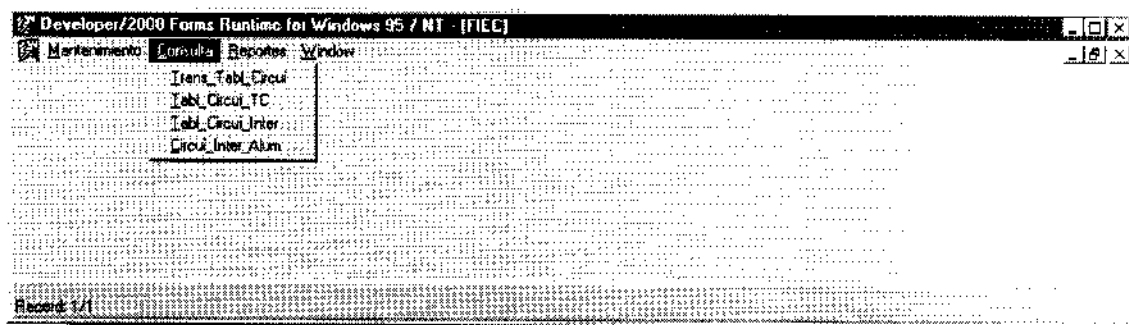 Developer/2000 Forms Runtime for Windows 95 / NT - [FIEC]
Mantenimiento Consulta Reportes Window
Trans_Tabl_Circui
Tabl_Circui_TC
Tabl_Circui_Inter
Circui_Inter_Alum
Record: 1/1